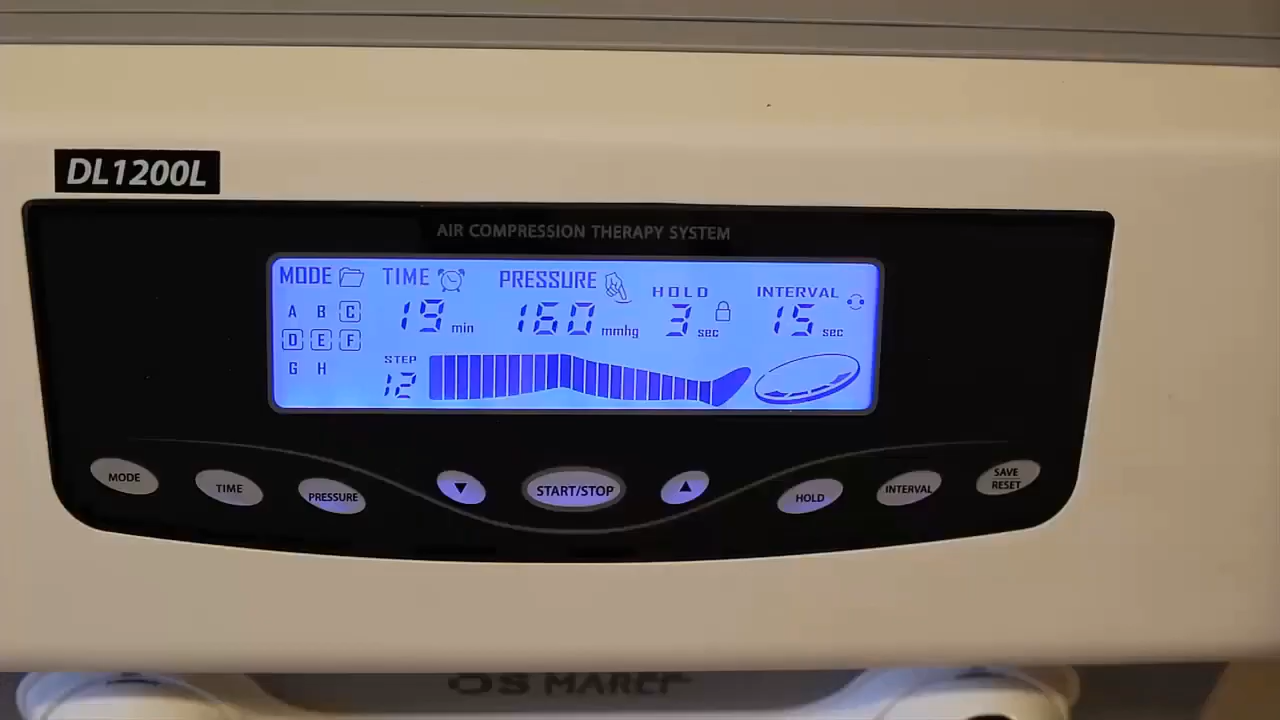 DL1200L
AIR COMPRESSION THERAPY SYSTEM
MODE TIME PRESSURE HOLD INTERVAL
A B C 19 min 160 mmhg 3 sec 15 sec
D E F
STEP
G H 12
MODE TIME PRESSURE ▼ START/STOP ▲ HOLD INTERVAL SAVE
RESET